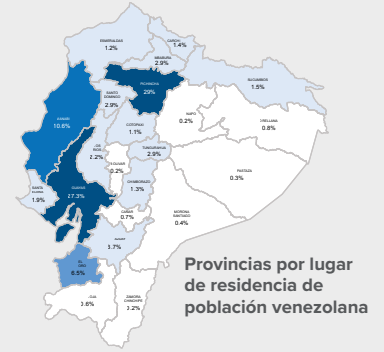 ESMERALDAS
1.2%
CARCHI
1.4%
IMBABURA
2.9%
SUCUMBIOS
1.5%
PICHINCHA
29%
SANTO
DOMINGO
2.9%
MANABÍ
10.6%
NAPO
0.2%
ORELLANA
0.8%
COTOPAXI
1.1%
LOS
RIOS
2.2%
TUNGURAHUA
2.9%
BOLIVAR
0.2%
PASTAZA
0.3%
SANTA
ELENA
1.9%
GUAYAS
27.3%
CHIMBORAZO
1.3%
CAÑAR
0.7%
MORONA
SANTIAGO
0.4%
AZUAY
3.7%
EL
ORO
6.5%
LOJA
0.6%
ZAMORA
CHINCHIPE
0.2%
Provincias por lugar
de residencia de
población venezolana